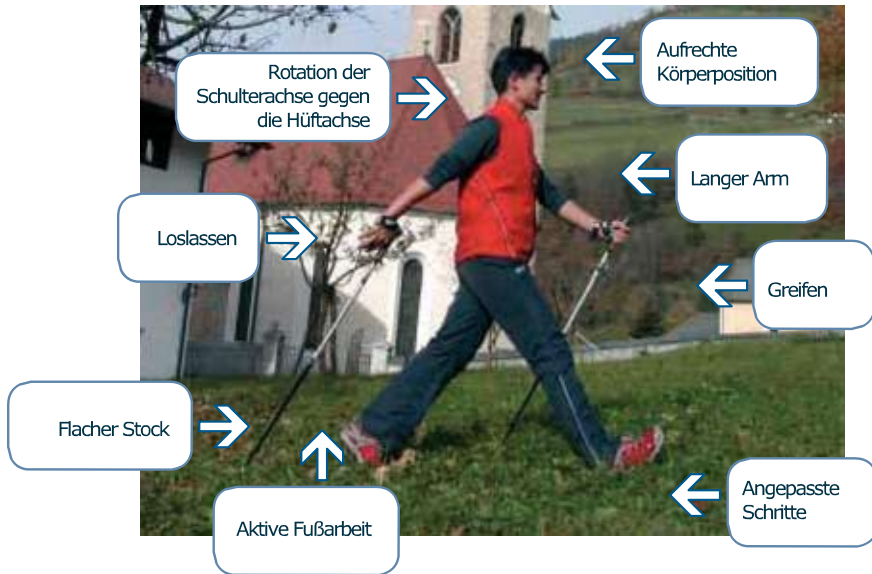 Aufrechte
Körperposition
Rotation der
Schulterachse gegen
die Hüftachse
Langer Arm
Loslassen
Greifen
Flacher Stock
Angepasste
Schritte
Aktive Fußarbeit